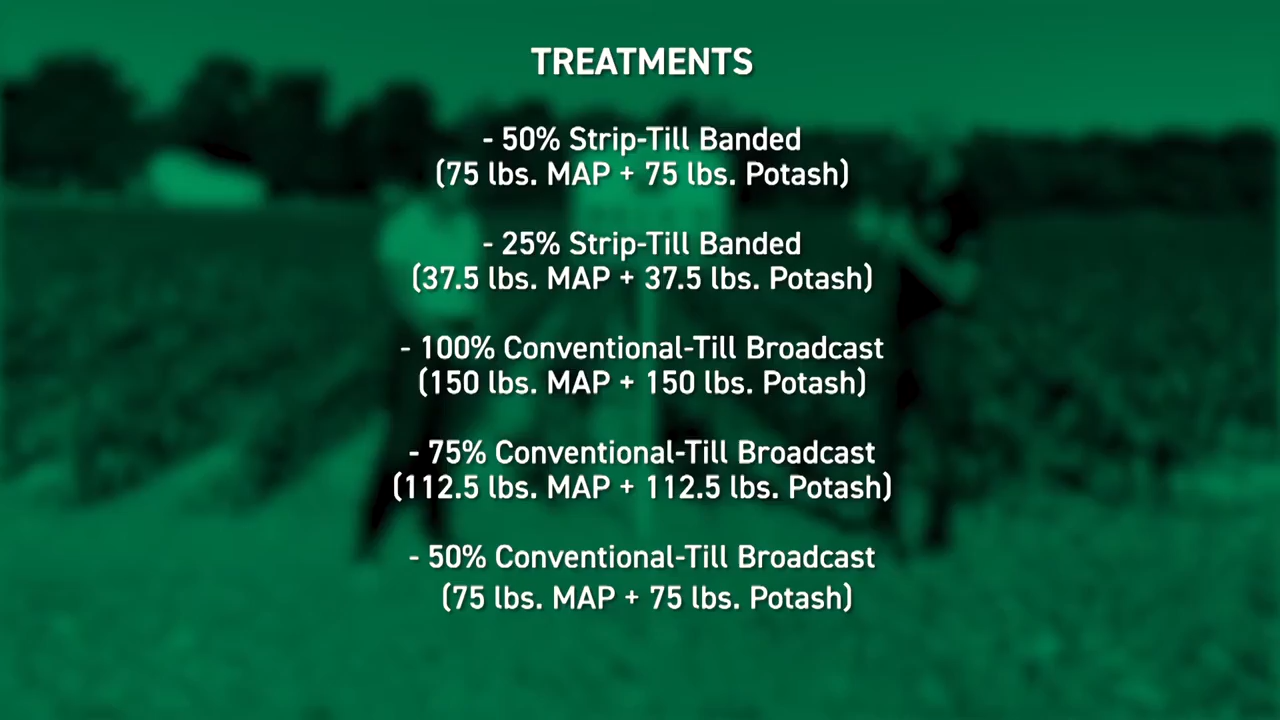 TREATMENTS
- 50% Strip-Till Banded
(75 lbs. MAP + 75 lbs. Potash)
- 25% Strip-Till Banded
(37.5 lbs. MAP + 37.5 lbs. Potash)
- 100% Conventional-Till Broadcast
(150 lbs. MAP + 150 lbs. Potash)
- 75% Conventional-Till Broadcast
(112.5 lbs. MAP + 112.5 lbs. Potash)
- 50% Conventional-Till Broadcast
(75 lbs. MAP + 75 lbs. Potash)